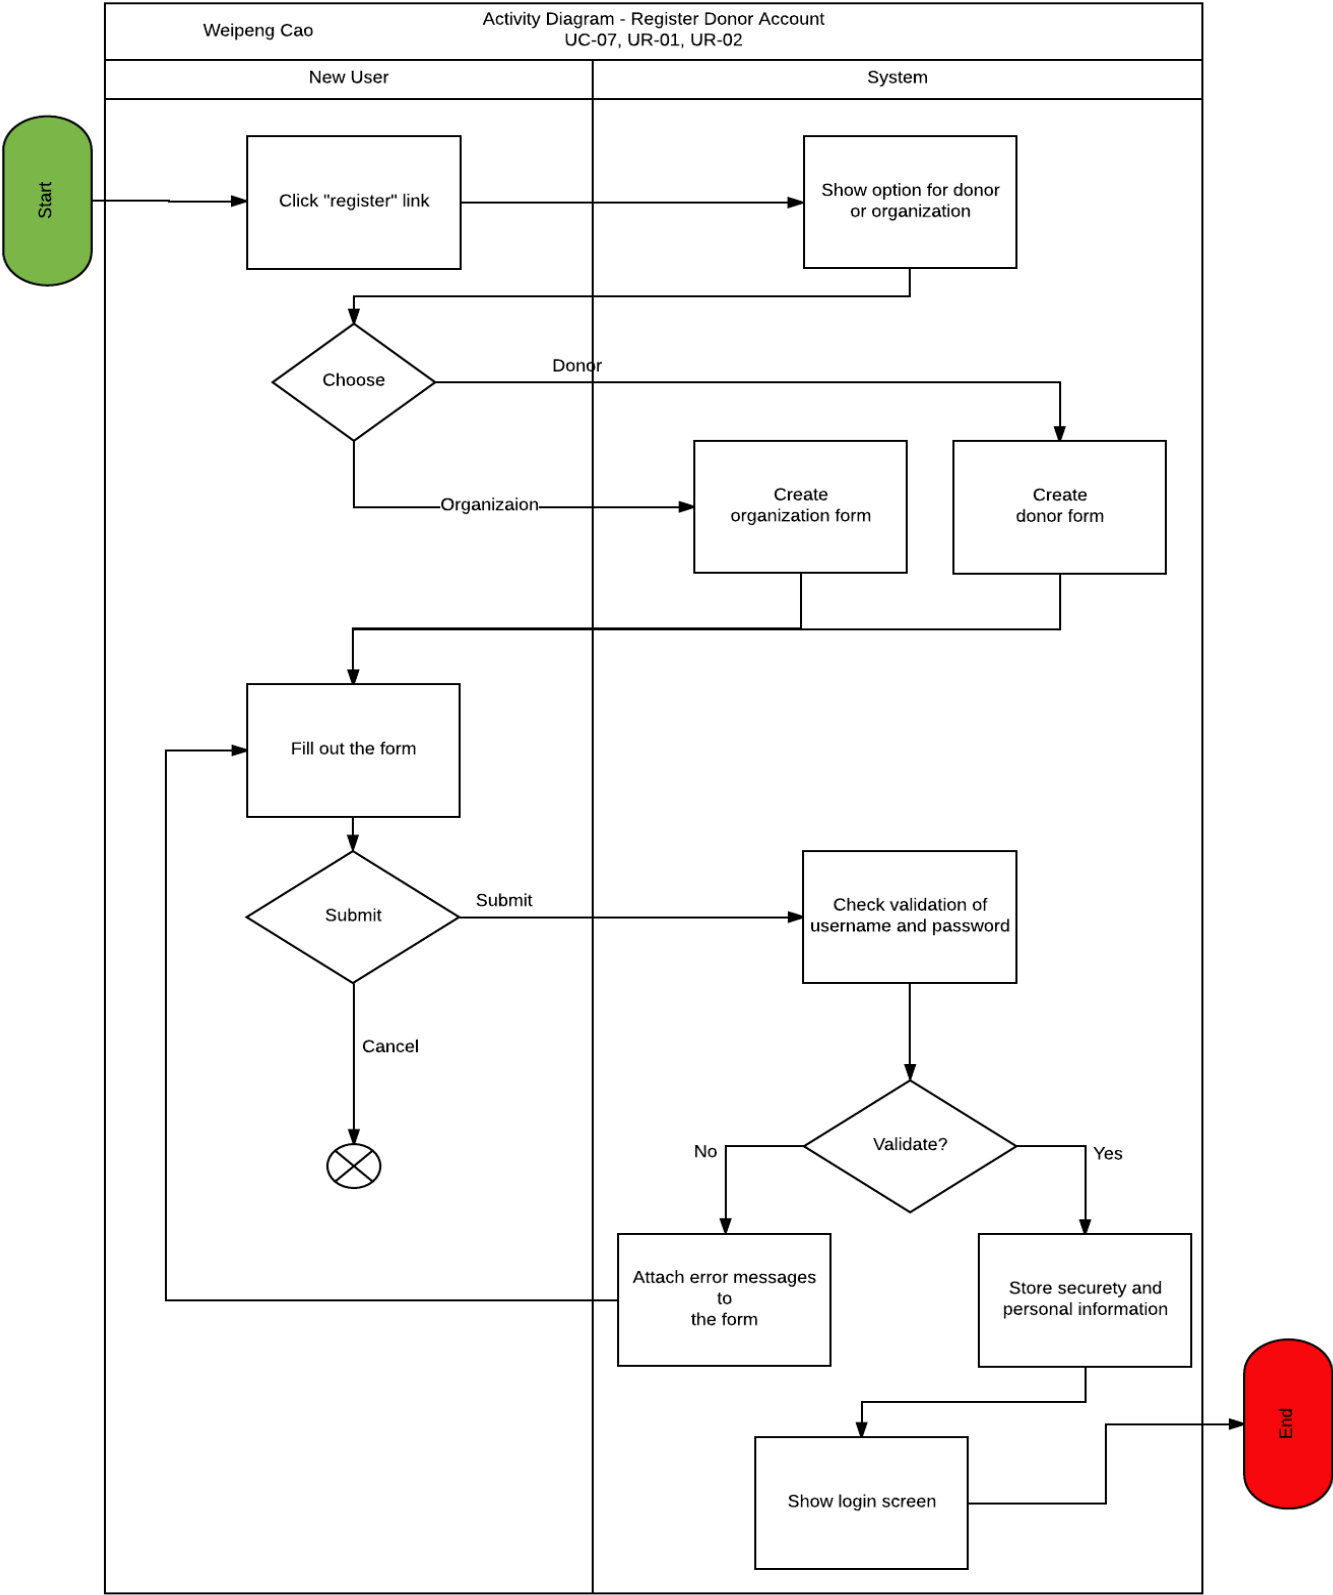 Weipeng Cao
Activity Diagram - Register Donor Account
UC-07, UR-01, UR-02
New User
System
Start
Click "register" link
Show option for donor
or organization
Choose
Donor
Organizaion
Create
organization form
Create
donor form
Fill out the form
Submit
Submit
Check validation of
username and password
Cancel
Validate?
No
Yes
Attach error messages
to
the form
Store securety and
personal information
Show login screen
End